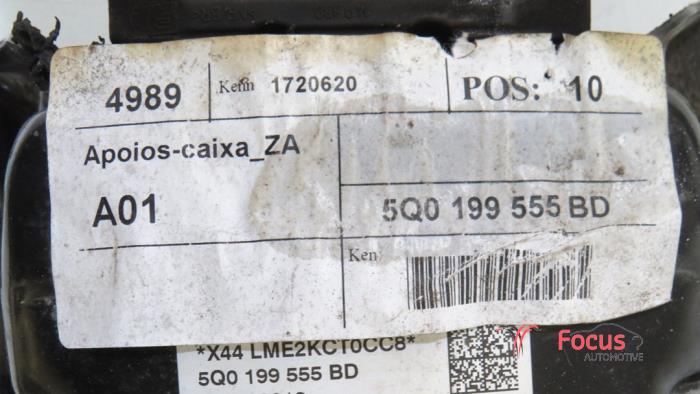 4989
Kenn 1720620
POS: 10
Apoios-caixa_ZA
A01
5Q0 199 555 BD
Ken
*X44 LME2KCT0CC8*
5Q0 199 555 BD
Focus
AUTOMOTIVE